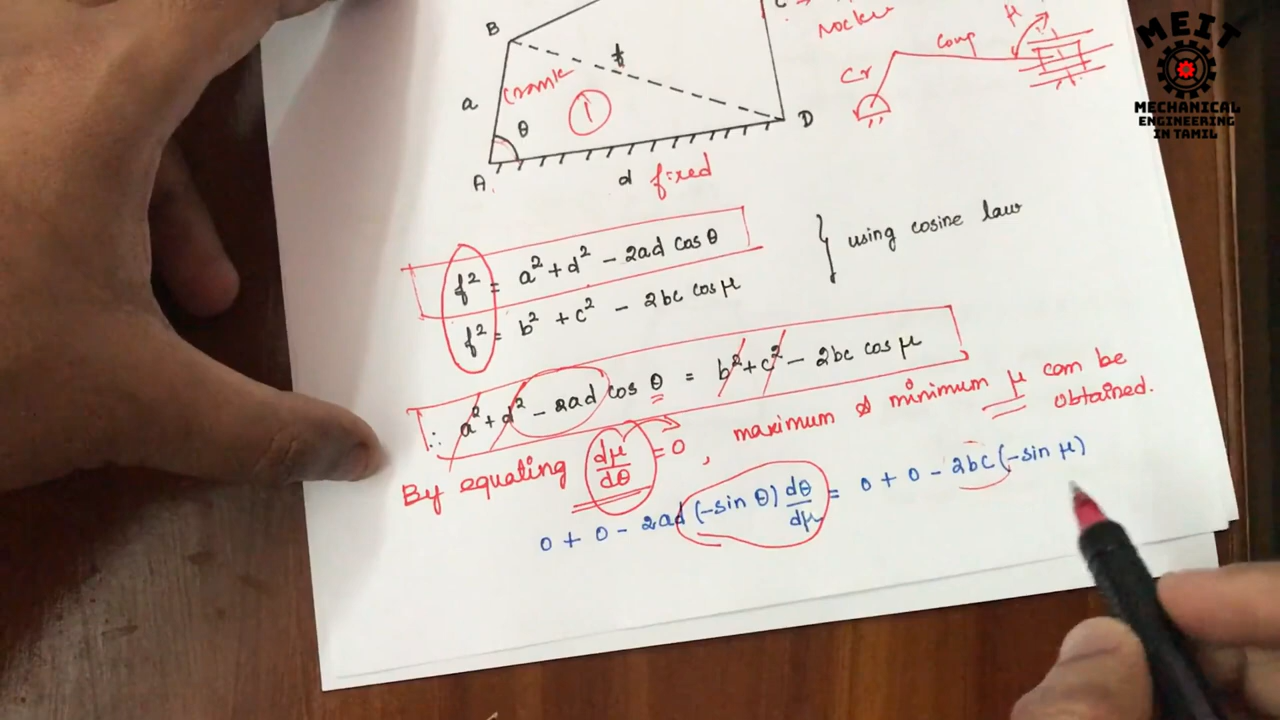 B
C
Rocker
μ
Coup
Cr
f
a
Crank
1
θ
D
A
d fixed
f² = a² + d² - 2ad cos θ
f² = b² + c² - 2bc cos μ
} using cosine law
∴ a² + d² - 2ad cos θ = b² + c² - 2bc cos μ
By equating dμ/dθ = 0, maximum & minimum μ can be
obtained.
0 + 0 - 2ad (-sin θ) dθ/dμ = 0 + 0 - 2bc (-sin μ)
MEIT
MECHANICAL
ENGINEERING
IN TAMIL